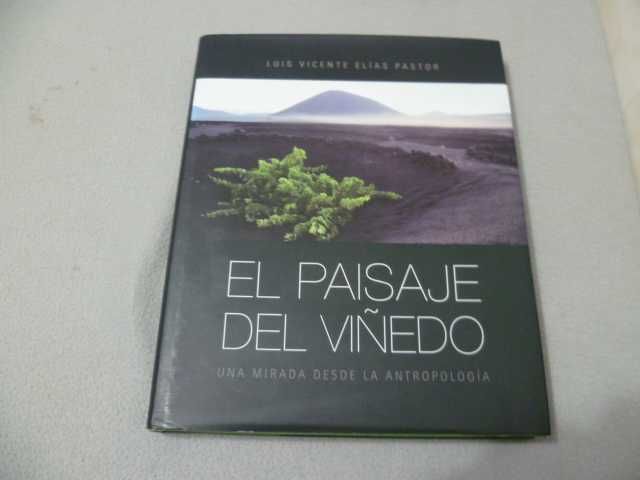 LUIS VICENTE ELÍAS PASTOR
EL PAISAJE
DEL VIÑEDO
UNA MIRADA DESDE LA ANTROPOLOGÍA